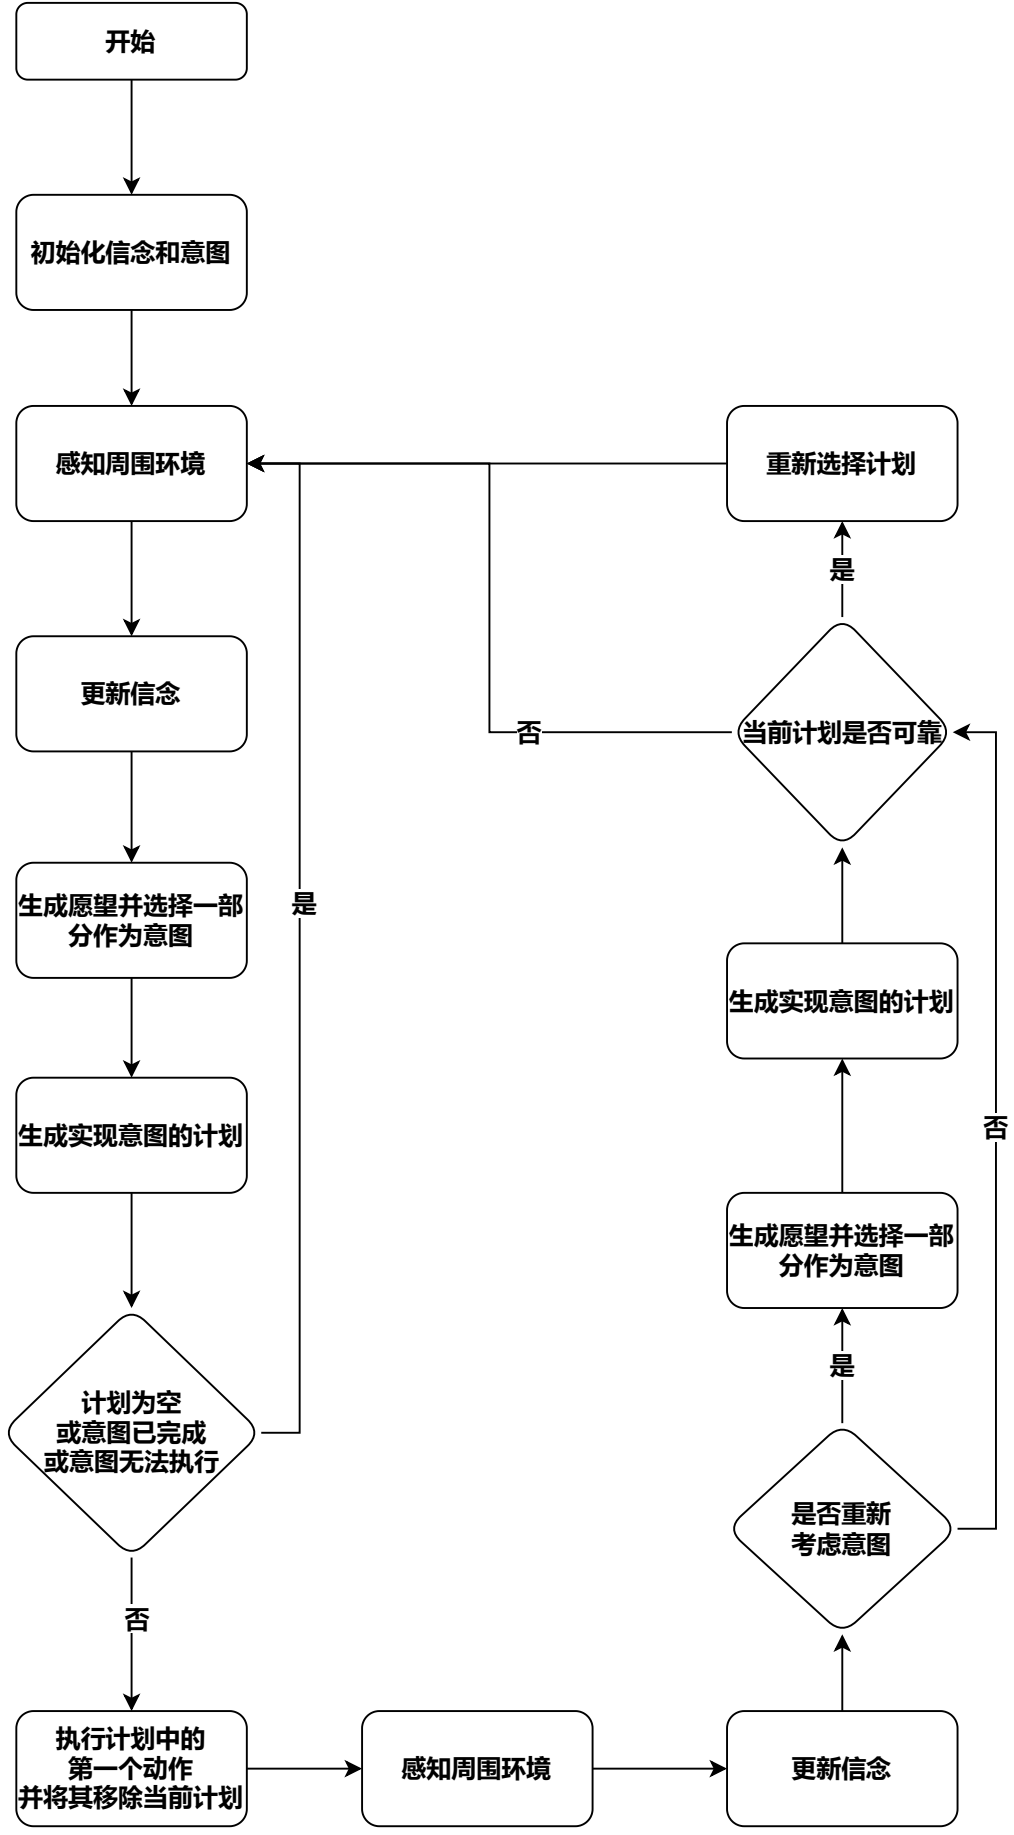 开始
初始化信念和意图
感知周围环境
更新信念
生成愿望并选择一部
分作为意图
生成实现意图的计划
计划为空
或意图已完成
或意图无法执行
是
否
执行计划中的
第一个动作
并将其移除当前计划
感知周围环境
更新信念
是否重新
考虑意图
是
否
生成愿望并选择一部
分作为意图
生成实现意图的计划
当前计划是否可靠
否
是
重新选择计划